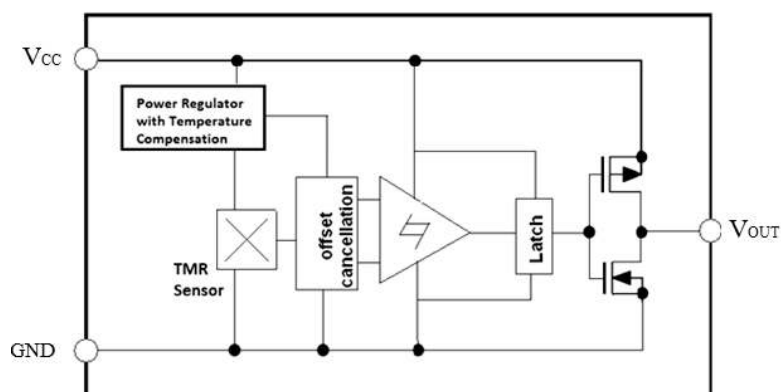 VCC
Power Regulator
with Temperature
Compensation
TMR
Sensor
offset
cancellation
Latch
VOUT
GND